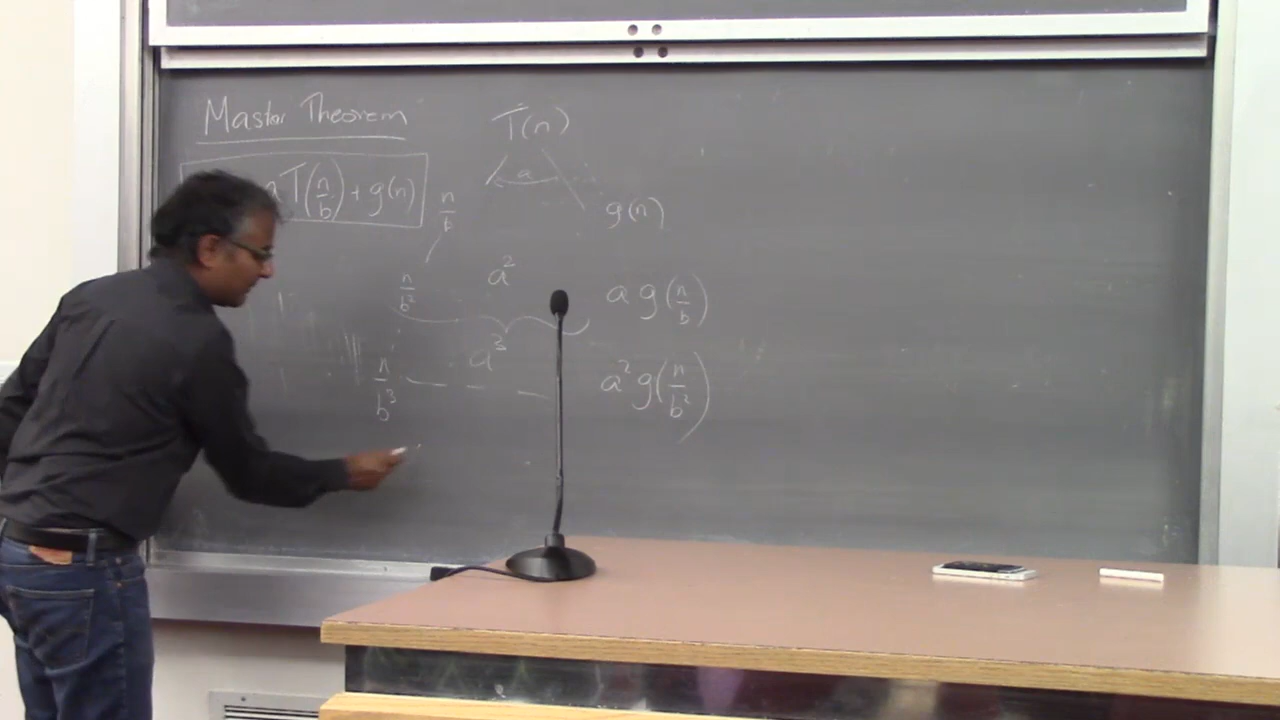 Master Theorem
T(n)
aT(n/b) + g(n)
a
n/b
g(n)
n/b²
a²
a g(n/b)
n/b³
a³
a² g(n/b²)